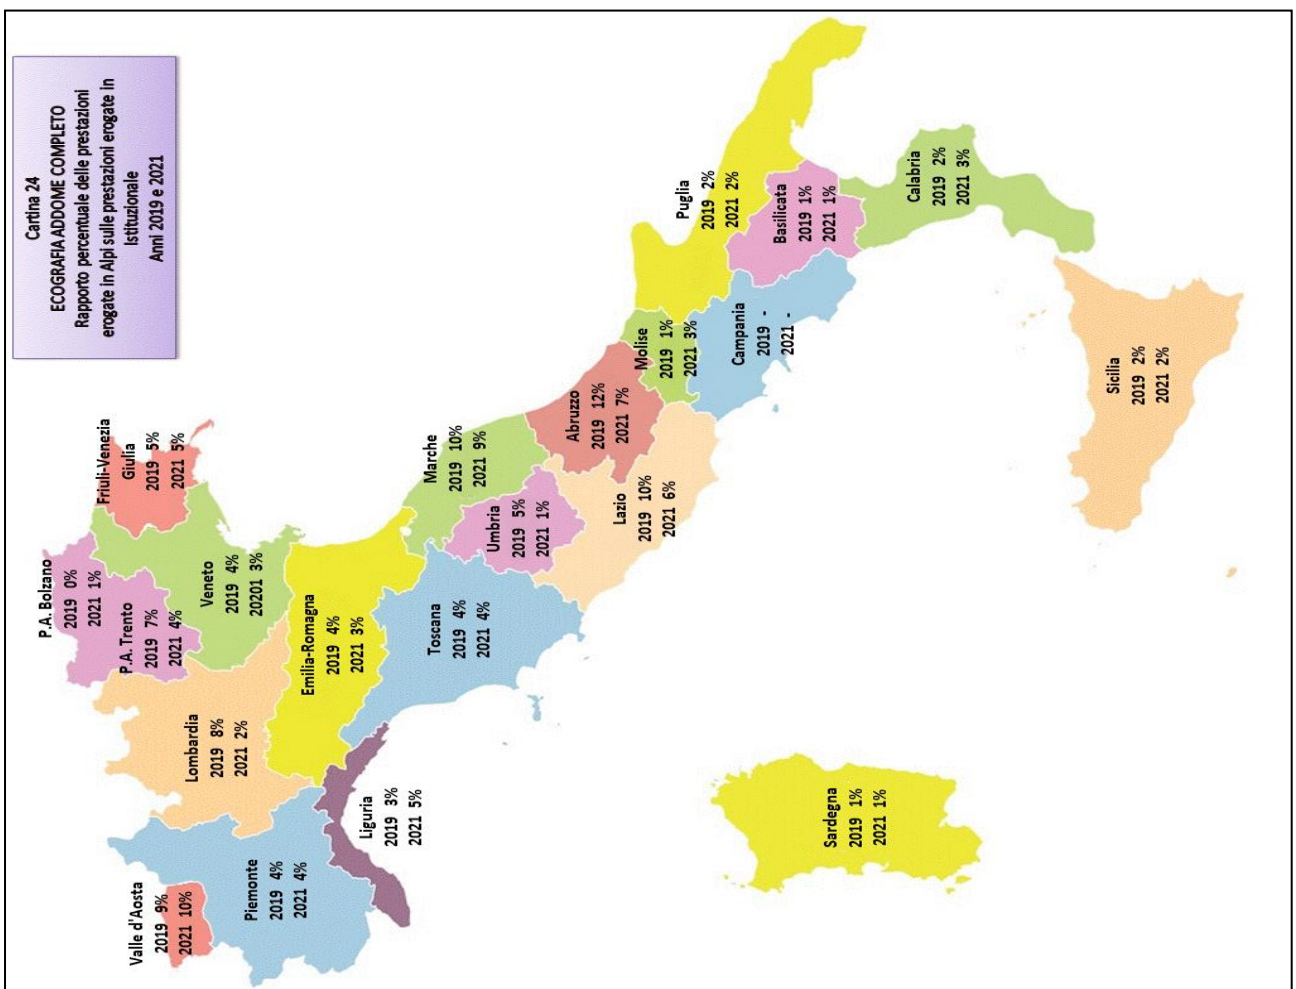 Cartina 24
ECOGRAFIA ADDOME COMPLETO
Rapporto percentuale delle prestazioni
erogate in Alpi sulle prestazioni erogate in
Istituzionale
Anni 2019 e 2021
P.A. Bolzano
2019 0%
2021 1%
P.A. Trento
2019 7%
2021 4%
Friuli-Venezia
Giulia
2019 5%
2021 5%
Valle d'Aosta
2019 9%
2021 10%
Lombardia
2019 8%
2021 2%
Veneto
2019 4%
20201 3%
Piemonte
2019 4%
2021 4%
Emilia-Romagna
2019 4%
2021 3%
Liguria
2019 3%
2021 5%
Toscana
2019 4%
2021 4%
Marche
2019 10%
2021 9%
Umbria
2019 5%
2021 1%
Abruzzo
2019 12%
2021 7%
Lazio
2019 10%
2021 6%
Molise
2019 1%
2021 3%
Puglia
2019 2%
2021 2%
Campania
2019 -
2021 -
Basilicata
2019 1%
2021 1%
Calabria
2019 2%
2021 3%
Sardegna
2019 1%
2021 1%
Sicilia
2019 2%
2021 2%